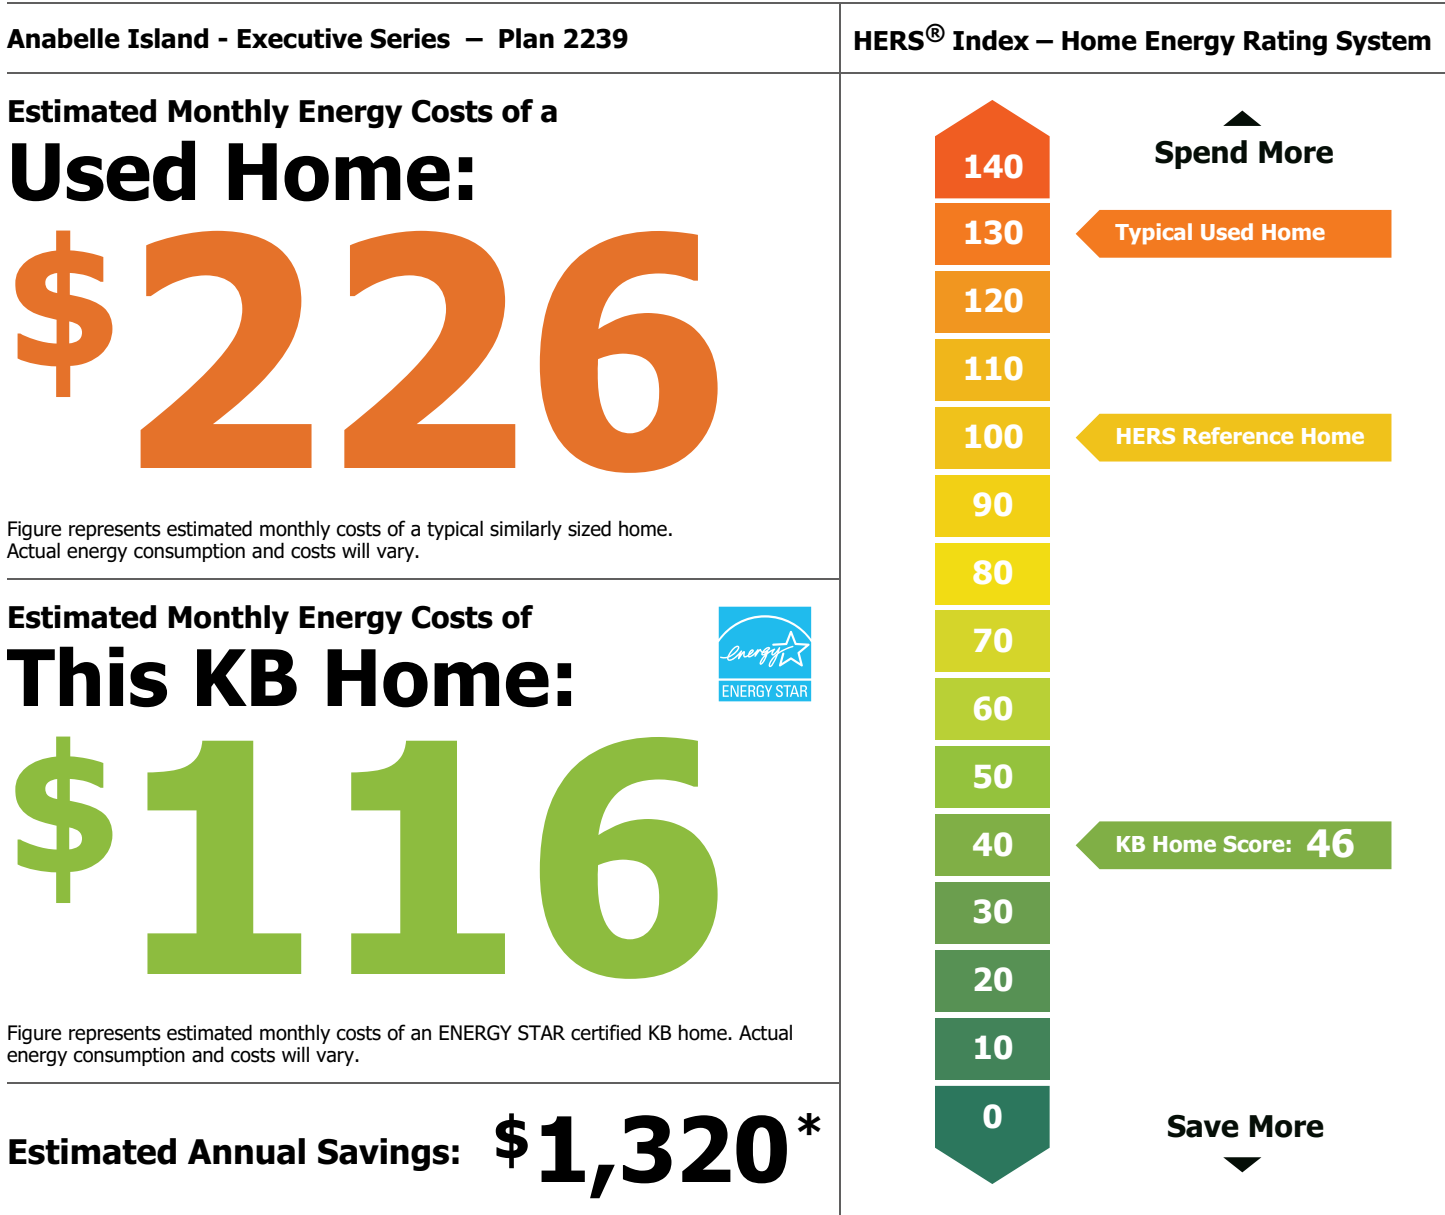 Anabelle Island - Executive Series – Plan 2239
Estimated Monthly Energy Costs of a
Used Home:
$226
Figure represents estimated monthly costs of a typical similarly sized home.
Actual energy consumption and costs will vary.
Estimated Monthly Energy Costs of
This KB Home:
energy
ENERGY STAR
$116
Figure represents estimated monthly costs of an ENERGY STAR certified KB home. Actual
energy consumption and costs will vary.
Estimated Annual Savings: $1,320*
HERS® Index – Home Energy Rating System
Spend More
140
130
Typical Used Home
120
110
100
HERS Reference Home
90
80
70
60
50
40
KB Home Score: 46
30
20
10
0
Save More